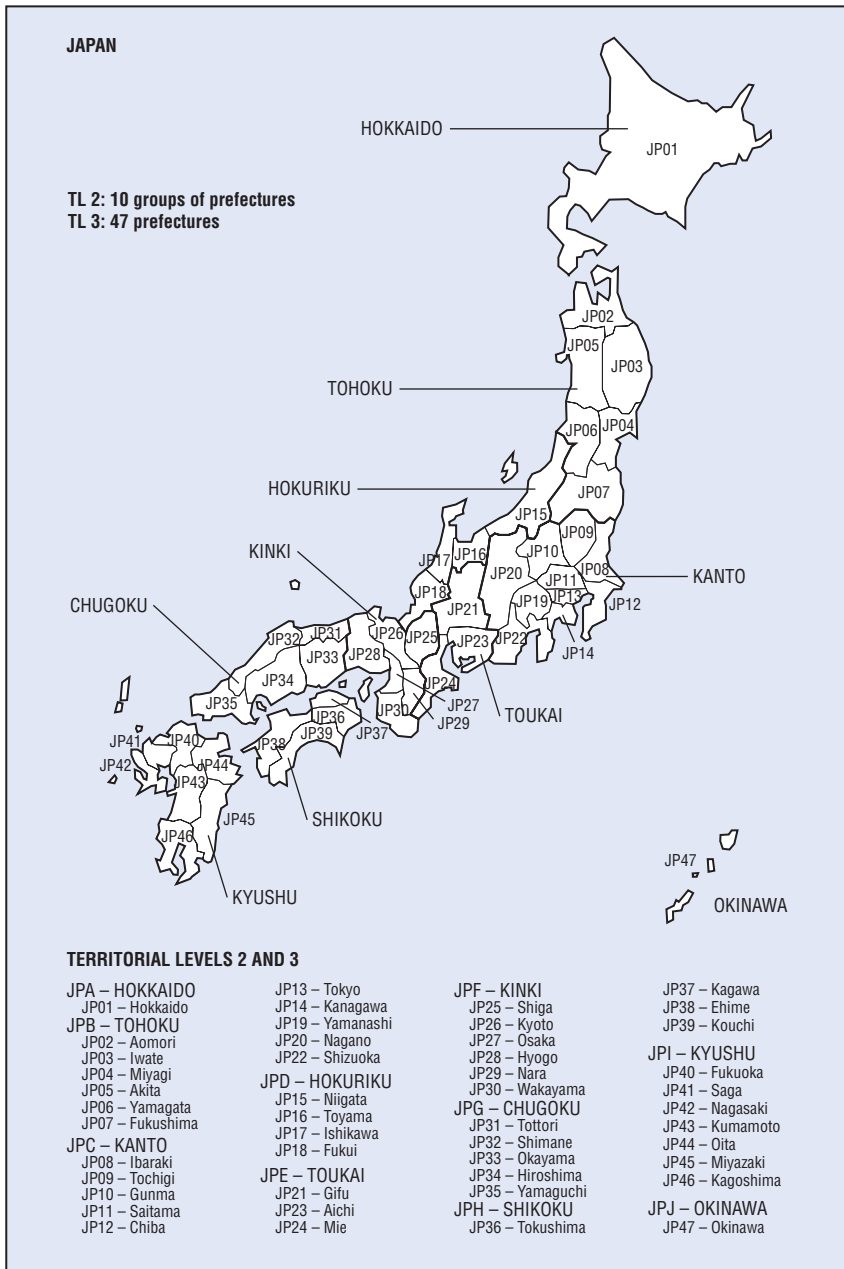 JAPAN
HOKKAIDO
JP01
TL 2: 10 groups of prefectures
TL 3: 47 prefectures
JP02
JP05
JP03
TOHOKU
JP06
JP04
HOKURIKU
JP07
JP15
JP09
KINKI
JP17
JP16
JP10
JP20
JP08
KANTO
JP11
CHUGOKU
JP18
JP13
JP19
JP12
JP21
JP31
JP26
JP32
JP25
JP23
JP22
JP33
JP28
JP14
JP34
JP24
JP35
JP27
JP30
TOUKAI
JP36
JP29
JP37
JP41
JP40
JP38
JP39
JP42
JP44
JP43
SHIKOKU
JP45
JP46
JP47
KYUSHU
OKINAWA
TERRITORIAL LEVELS 2 AND 3
JPA – HOKKAIDO
JP01 – Hokkaido
JPB – TOHOKU
JP02 – Aomori
JP03 – Iwate
JP04 – Miyagi
JP05 – Akita
JP06 – Yamagata
JP07 – Fukushima
JPC – KANTO
JP08 – Ibaraki
JP09 – Tochigi
JP10 – Gunma
JP11 – Saitama
JP12 – Chiba
JP13 – Tokyo
JP14 – Kanagawa
JP19 – Yamanashi
JP20 – Nagano
JP22 – Shizuoka
JPD – HOKURIKU
JP15 – Niigata
JP16 – Toyama
JP17 – Ishikawa
JP18 – Fukui
JPE – TOUKAI
JP21 – Gifu
JP23 – Aichi
JP24 – Mie
JPF – KINKI
JP25 – Shiga
JP26 – Kyoto
JP27 – Osaka
JP28 – Hyogo
JP29 – Nara
JP30 – Wakayama
JPG – CHUGOKU
JP31 – Tottori
JP32 – Shimane
JP33 – Okayama
JP34 – Hiroshima
JP35 – Yamaguchi
JPH – SHIKOKU
JP36 – Tokushima
JP37 – Kagawa
JP38 – Ehime
JP39 – Kouchi
JPI – KYUSHU
JP40 – Fukuoka
JP41 – Saga
JP42 – Nagasaki
JP43 – Kumamoto
JP44 – Oita
JP45 – Miyazaki
JP46 – Kagoshima
JPJ – OKINAWA
JP47 – Okinawa